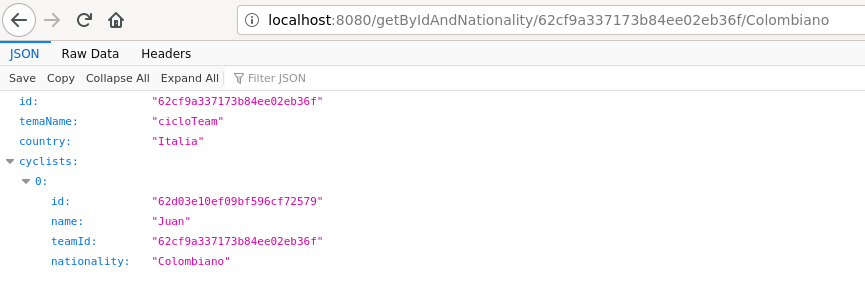 localhost:8080/getByIdAndNationality/62cf9a337173b84ee02eb36f/Colombiano
JSON Raw Data Headers
Save Copy Collapse All Expand All Filter JSON
id: "62cf9a337173b84ee02eb36f"
temaName: "cicloTeam"
country: "Italia"
cyclists:
0:
id: "62d03e10ef09bf596cf72579"
name: "Juan"
teamId: "62cf9a337173b84ee02eb36f"
nationality: "Colombiano"